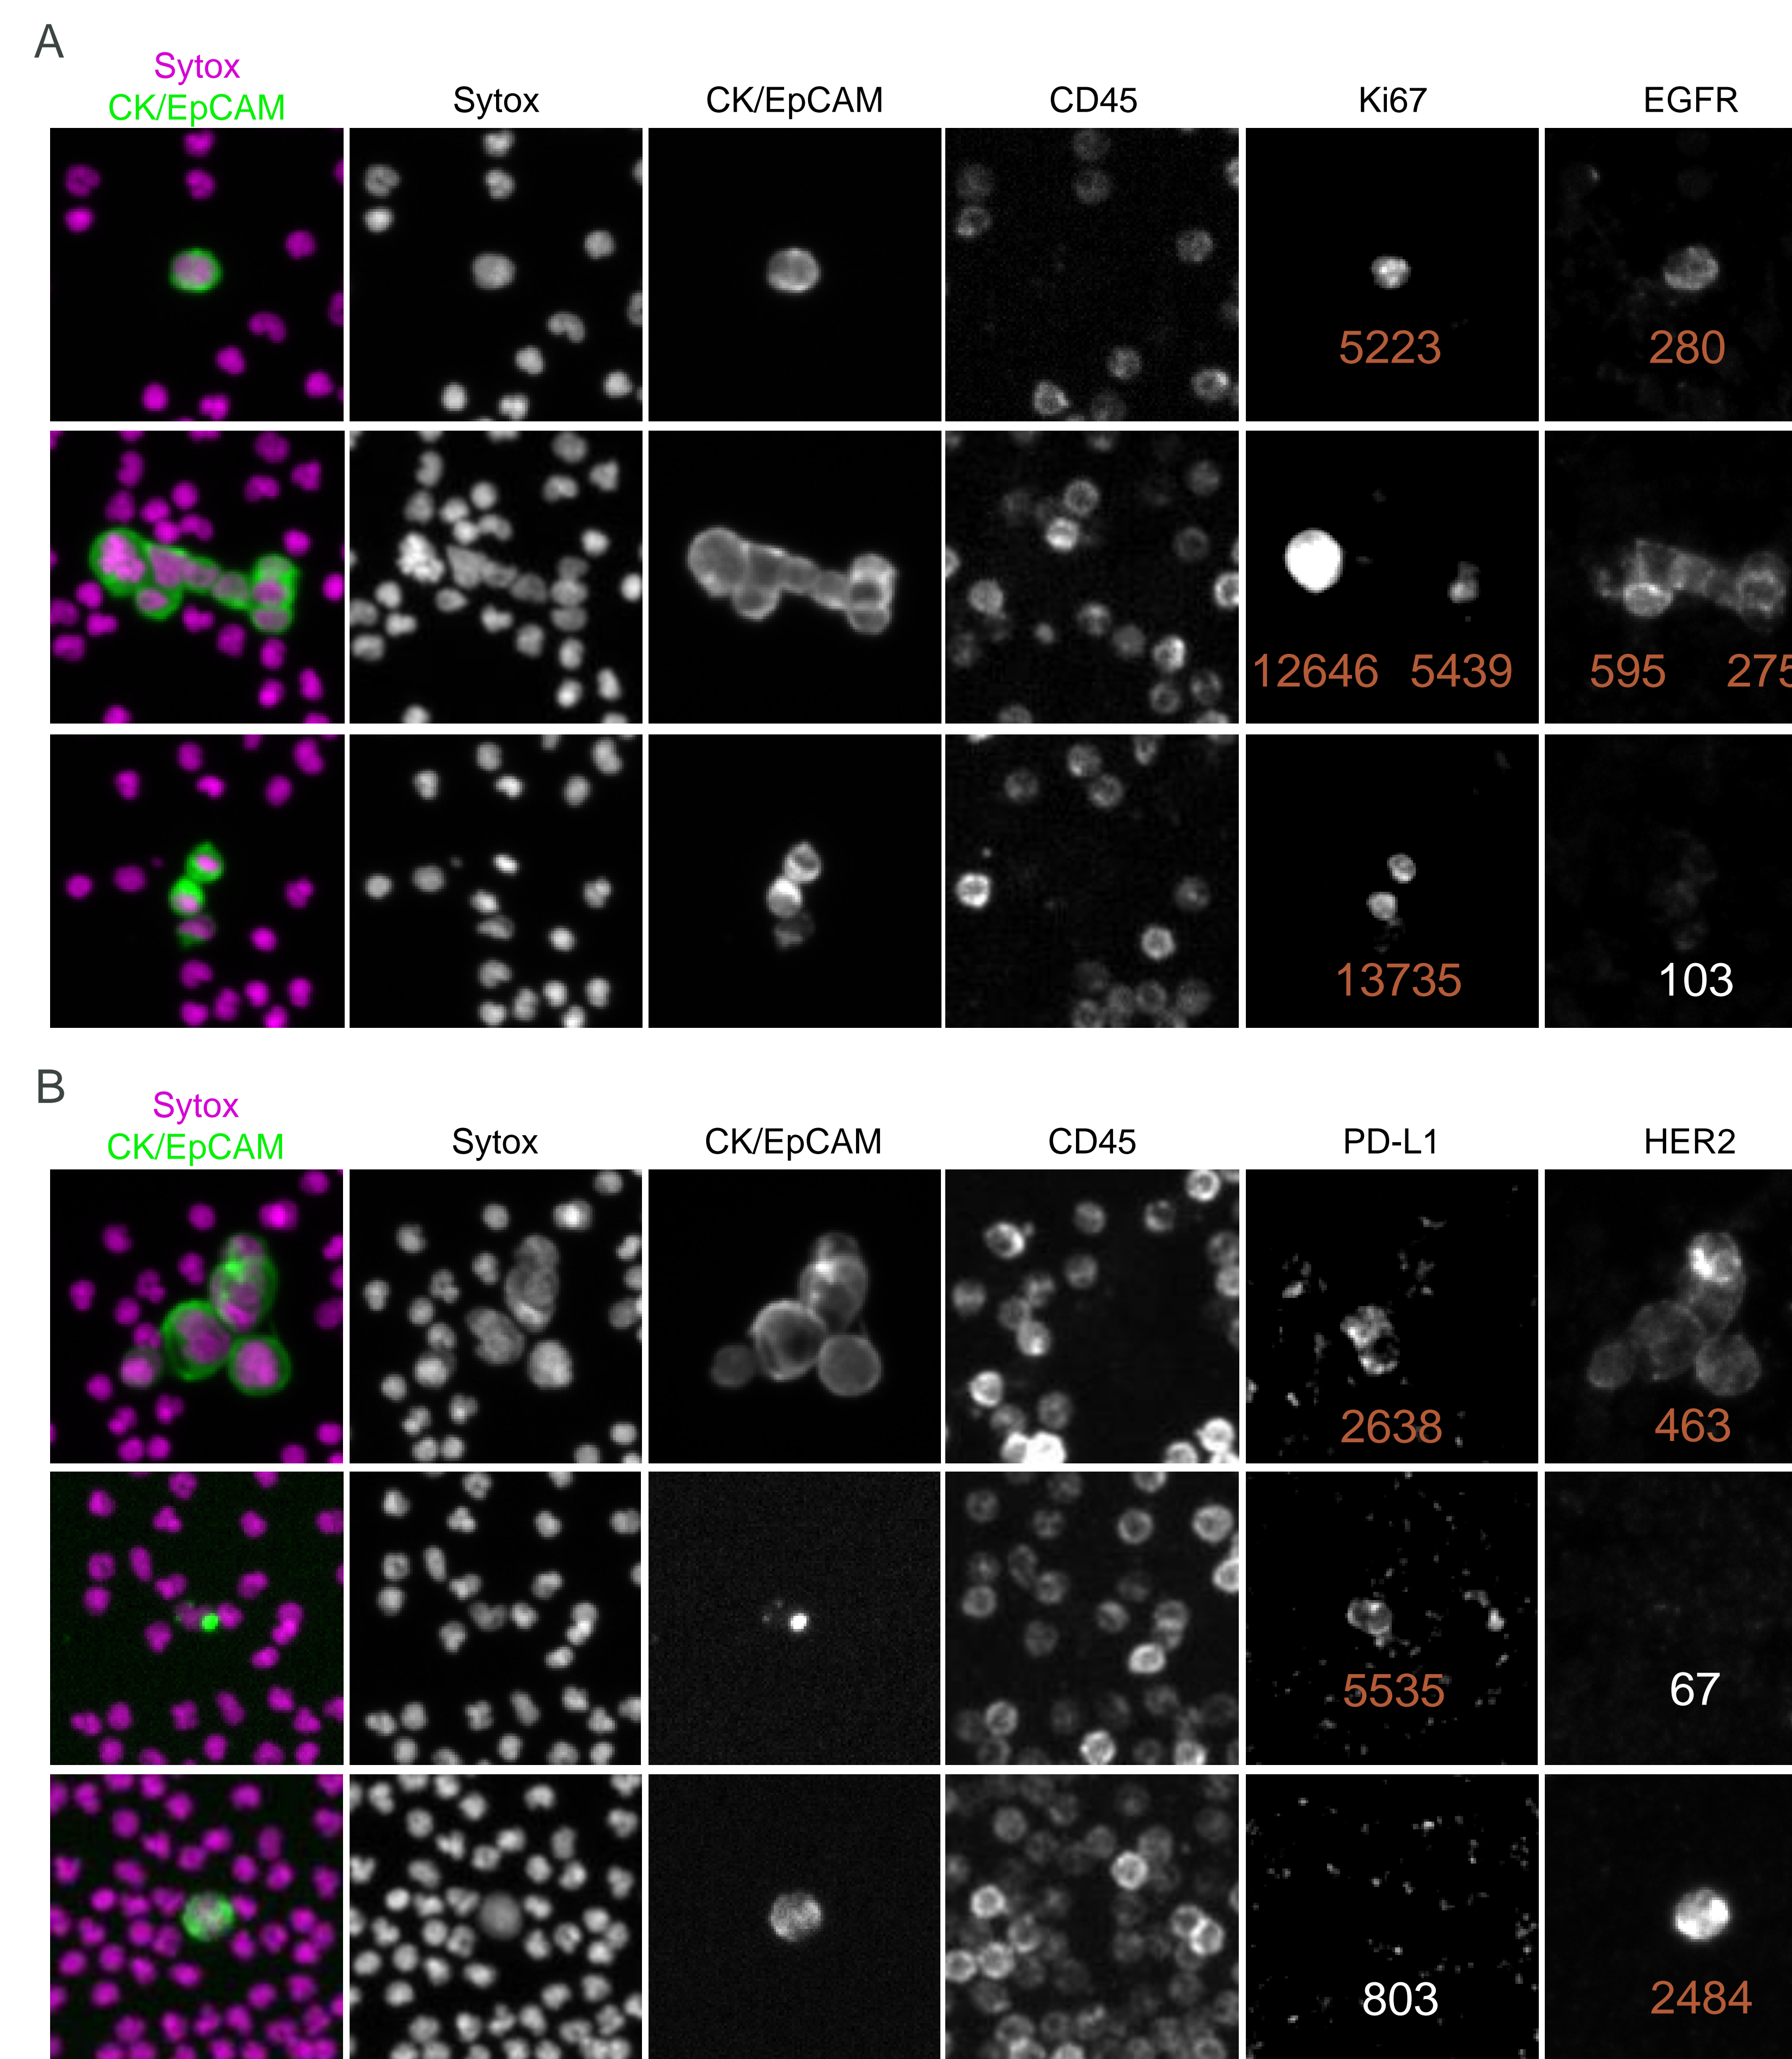 A
Sytox
CK/EpCAM
Sytox
CK/EpCAM
CD45
Ki67
EGFR
5223
280
12646
5439
595
275
13735
103
B
Sytox
CK/EpCAM
Sytox
CK/EpCAM
CD45
PD-L1
HER2
2638
463
5535
67
803
2484